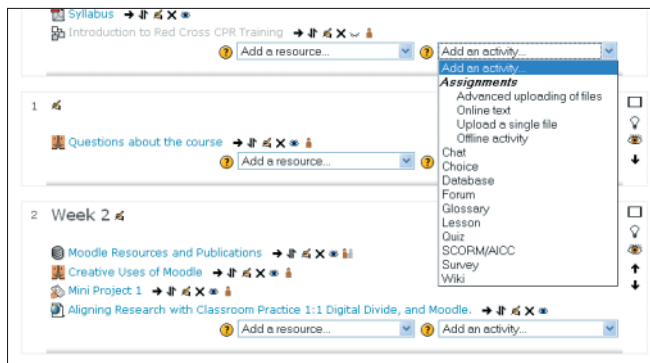 Syllabus
Introduction to Red Cross CPR Training
Add a resource... Add an activity...
Add an activity...
Assignments
Advanced uploading of files
Online text
Upload a single file
Offline activity
Chat
Choice
Database
Forum
Glossary
Lesson
Quiz
SCORM/AICC
Survey
Wiki
1
Questions about the course
Add a resource...
2 Week 2
Moodle Resources and Publications
Creative Uses of Moodle
Mini Project 1
Aligning Research with Classroom Practice 1:1 Digital Divide, and Moodle.
Add a resource... Add an activity...